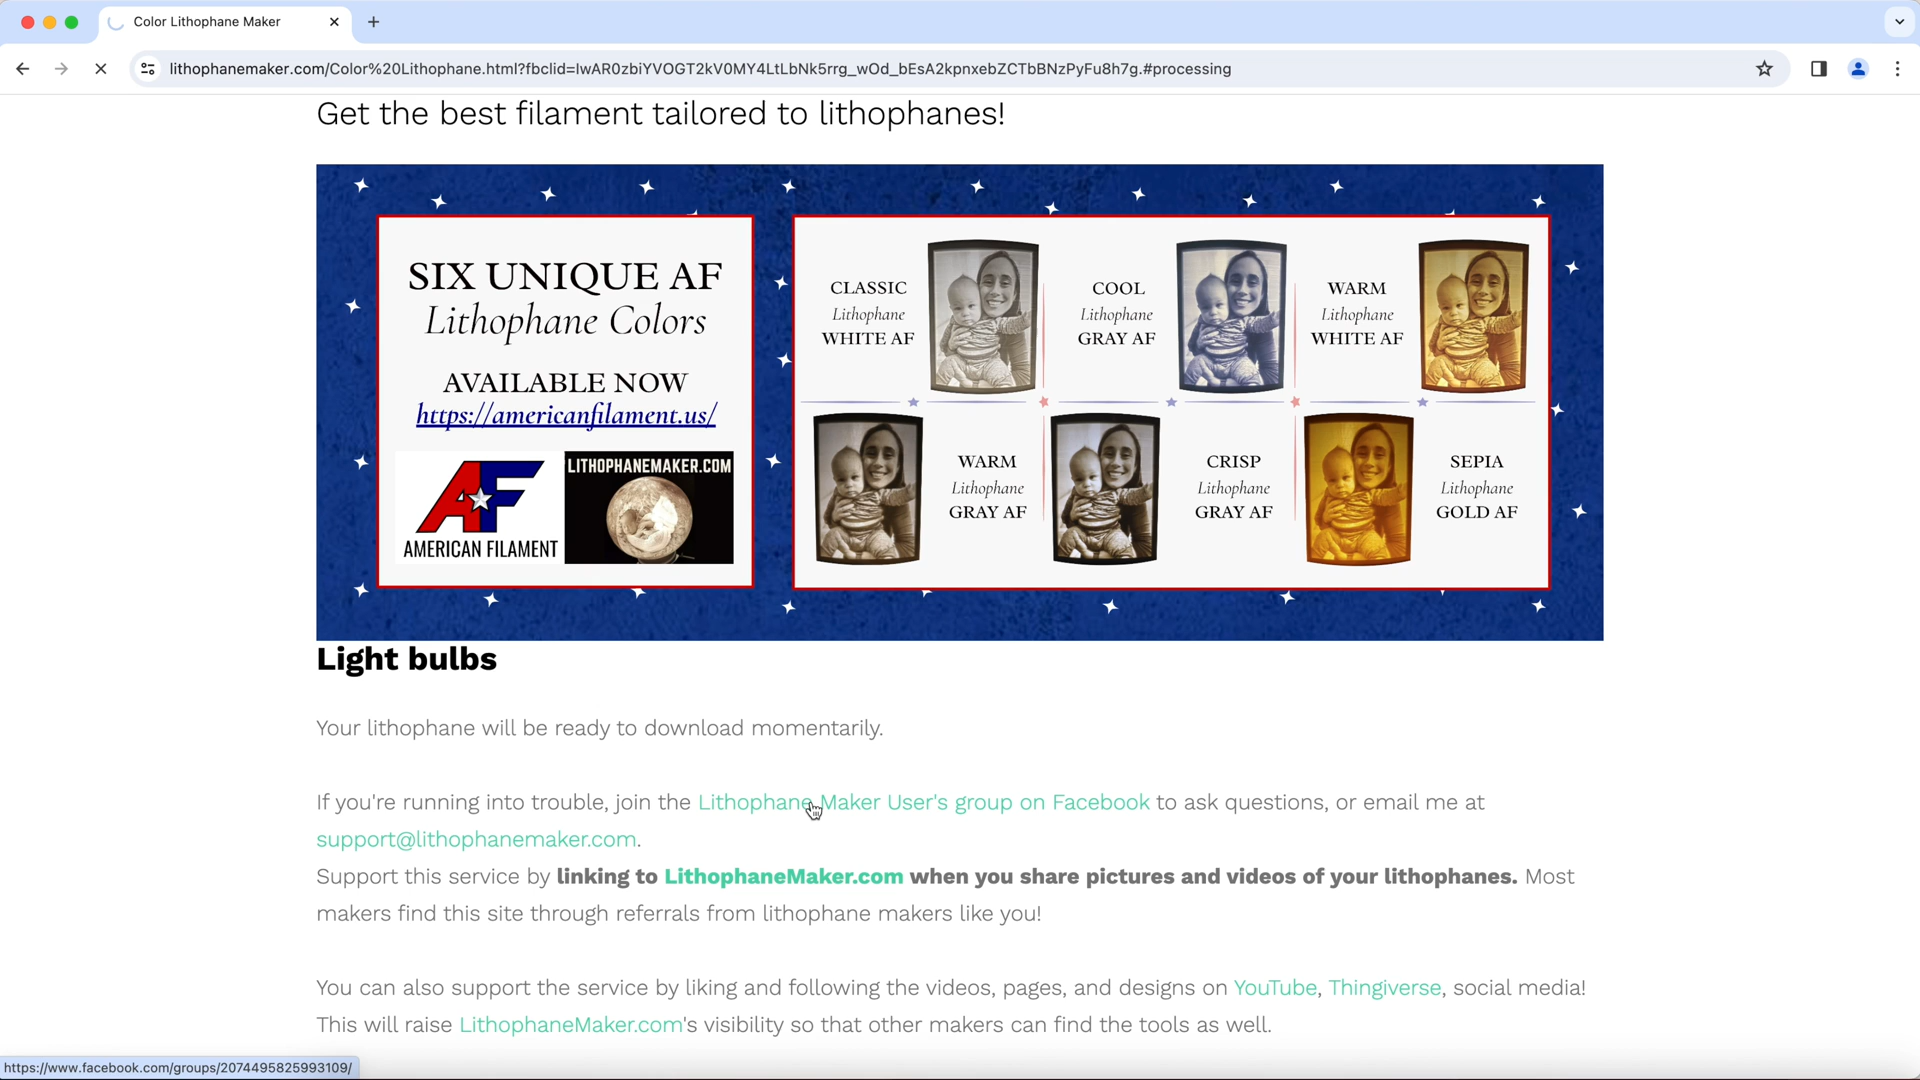 Color Lithophane Maker
lithophanemaker.com/Color%20Lithophane.html?fbclid=IwAR0zbiYVOGT2kV0MY4LtLbNk5rrg_wOd_bEsA2kpnxebZCTbBNzPyFu8h7g.#processing
Get the best filament tailored to lithophanes!
SIX UNIQUE AF
Lithophane Colors
AVAILABLE NOW
https://americanfilament.us/
AF
AMERICAN FILAMENT
LITHOPHANEMAKER.COM
CLASSIC
Lithophane
WHITE AF
COOL
Lithophane
GRAY AF
WARM
Lithophane
WHITE AF
WARM
Lithophane
GRAY AF
CRISP
Lithophane
GRAY AF
SEPIA
Lithophane
GOLD AF
Light bulbs
Your lithophane will be ready to download momentarily.
If you're running into trouble, join the Lithophane Maker User's group on Facebook to ask questions, or email me at
support@lithophanemaker.com.
Support this service by linking to LithophaneMaker.com when you share pictures and videos of your lithophanes. Most
makers find this site through referrals from lithophane makers like you!
You can also support the service by liking and following the videos, pages, and designs on YouTube, Thingiverse, social media!
This will raise LithophaneMaker.com's visibility so that other makers can find the tools as well.
https://www.facebook.com/groups/2074495825993109/